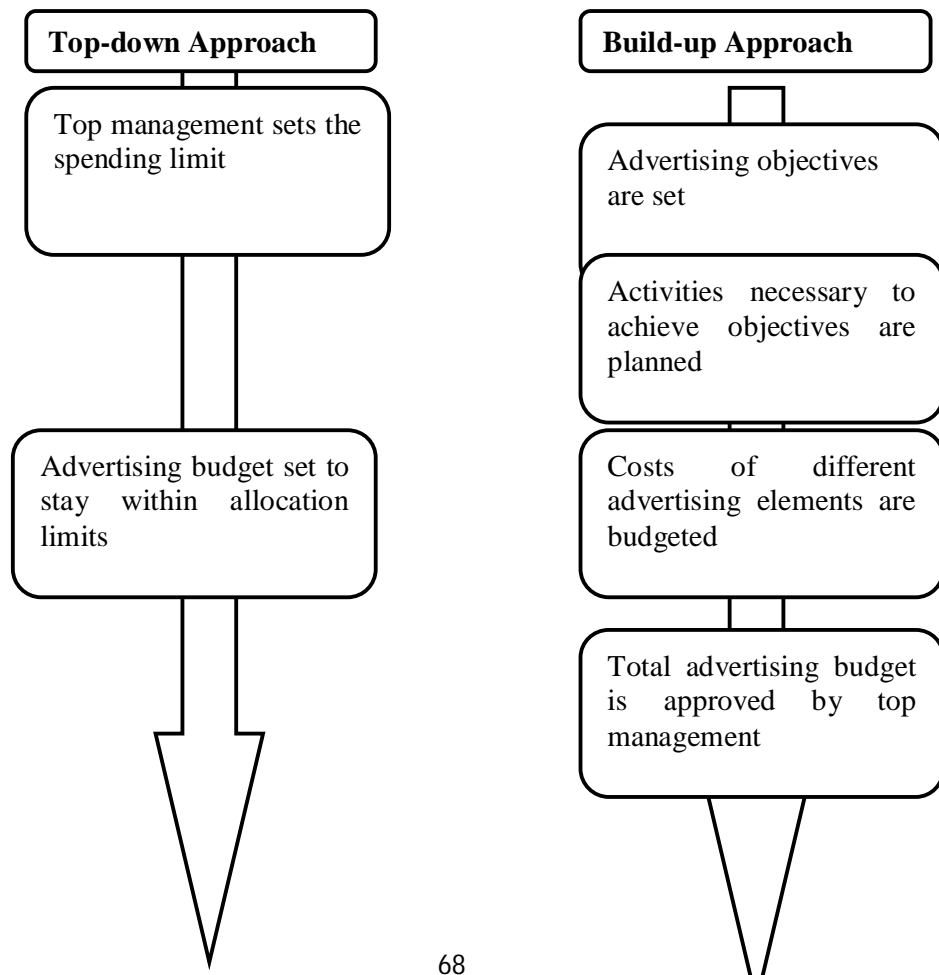 Top-down Approach
Top management sets the
spending limit
Advertising budget set to
stay within allocation
limits
Build-up Approach
Advertising objectives
are set
Activities necessary to
achieve objectives are
planned
Costs of different
advertising elements are
budgeted
Total advertising budget
is approved by top
management
68